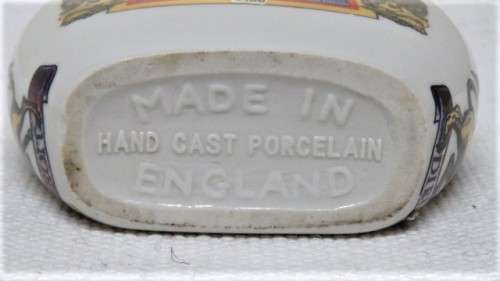 MADE IN
HAND CAST PORCELAIN
ENGLAND